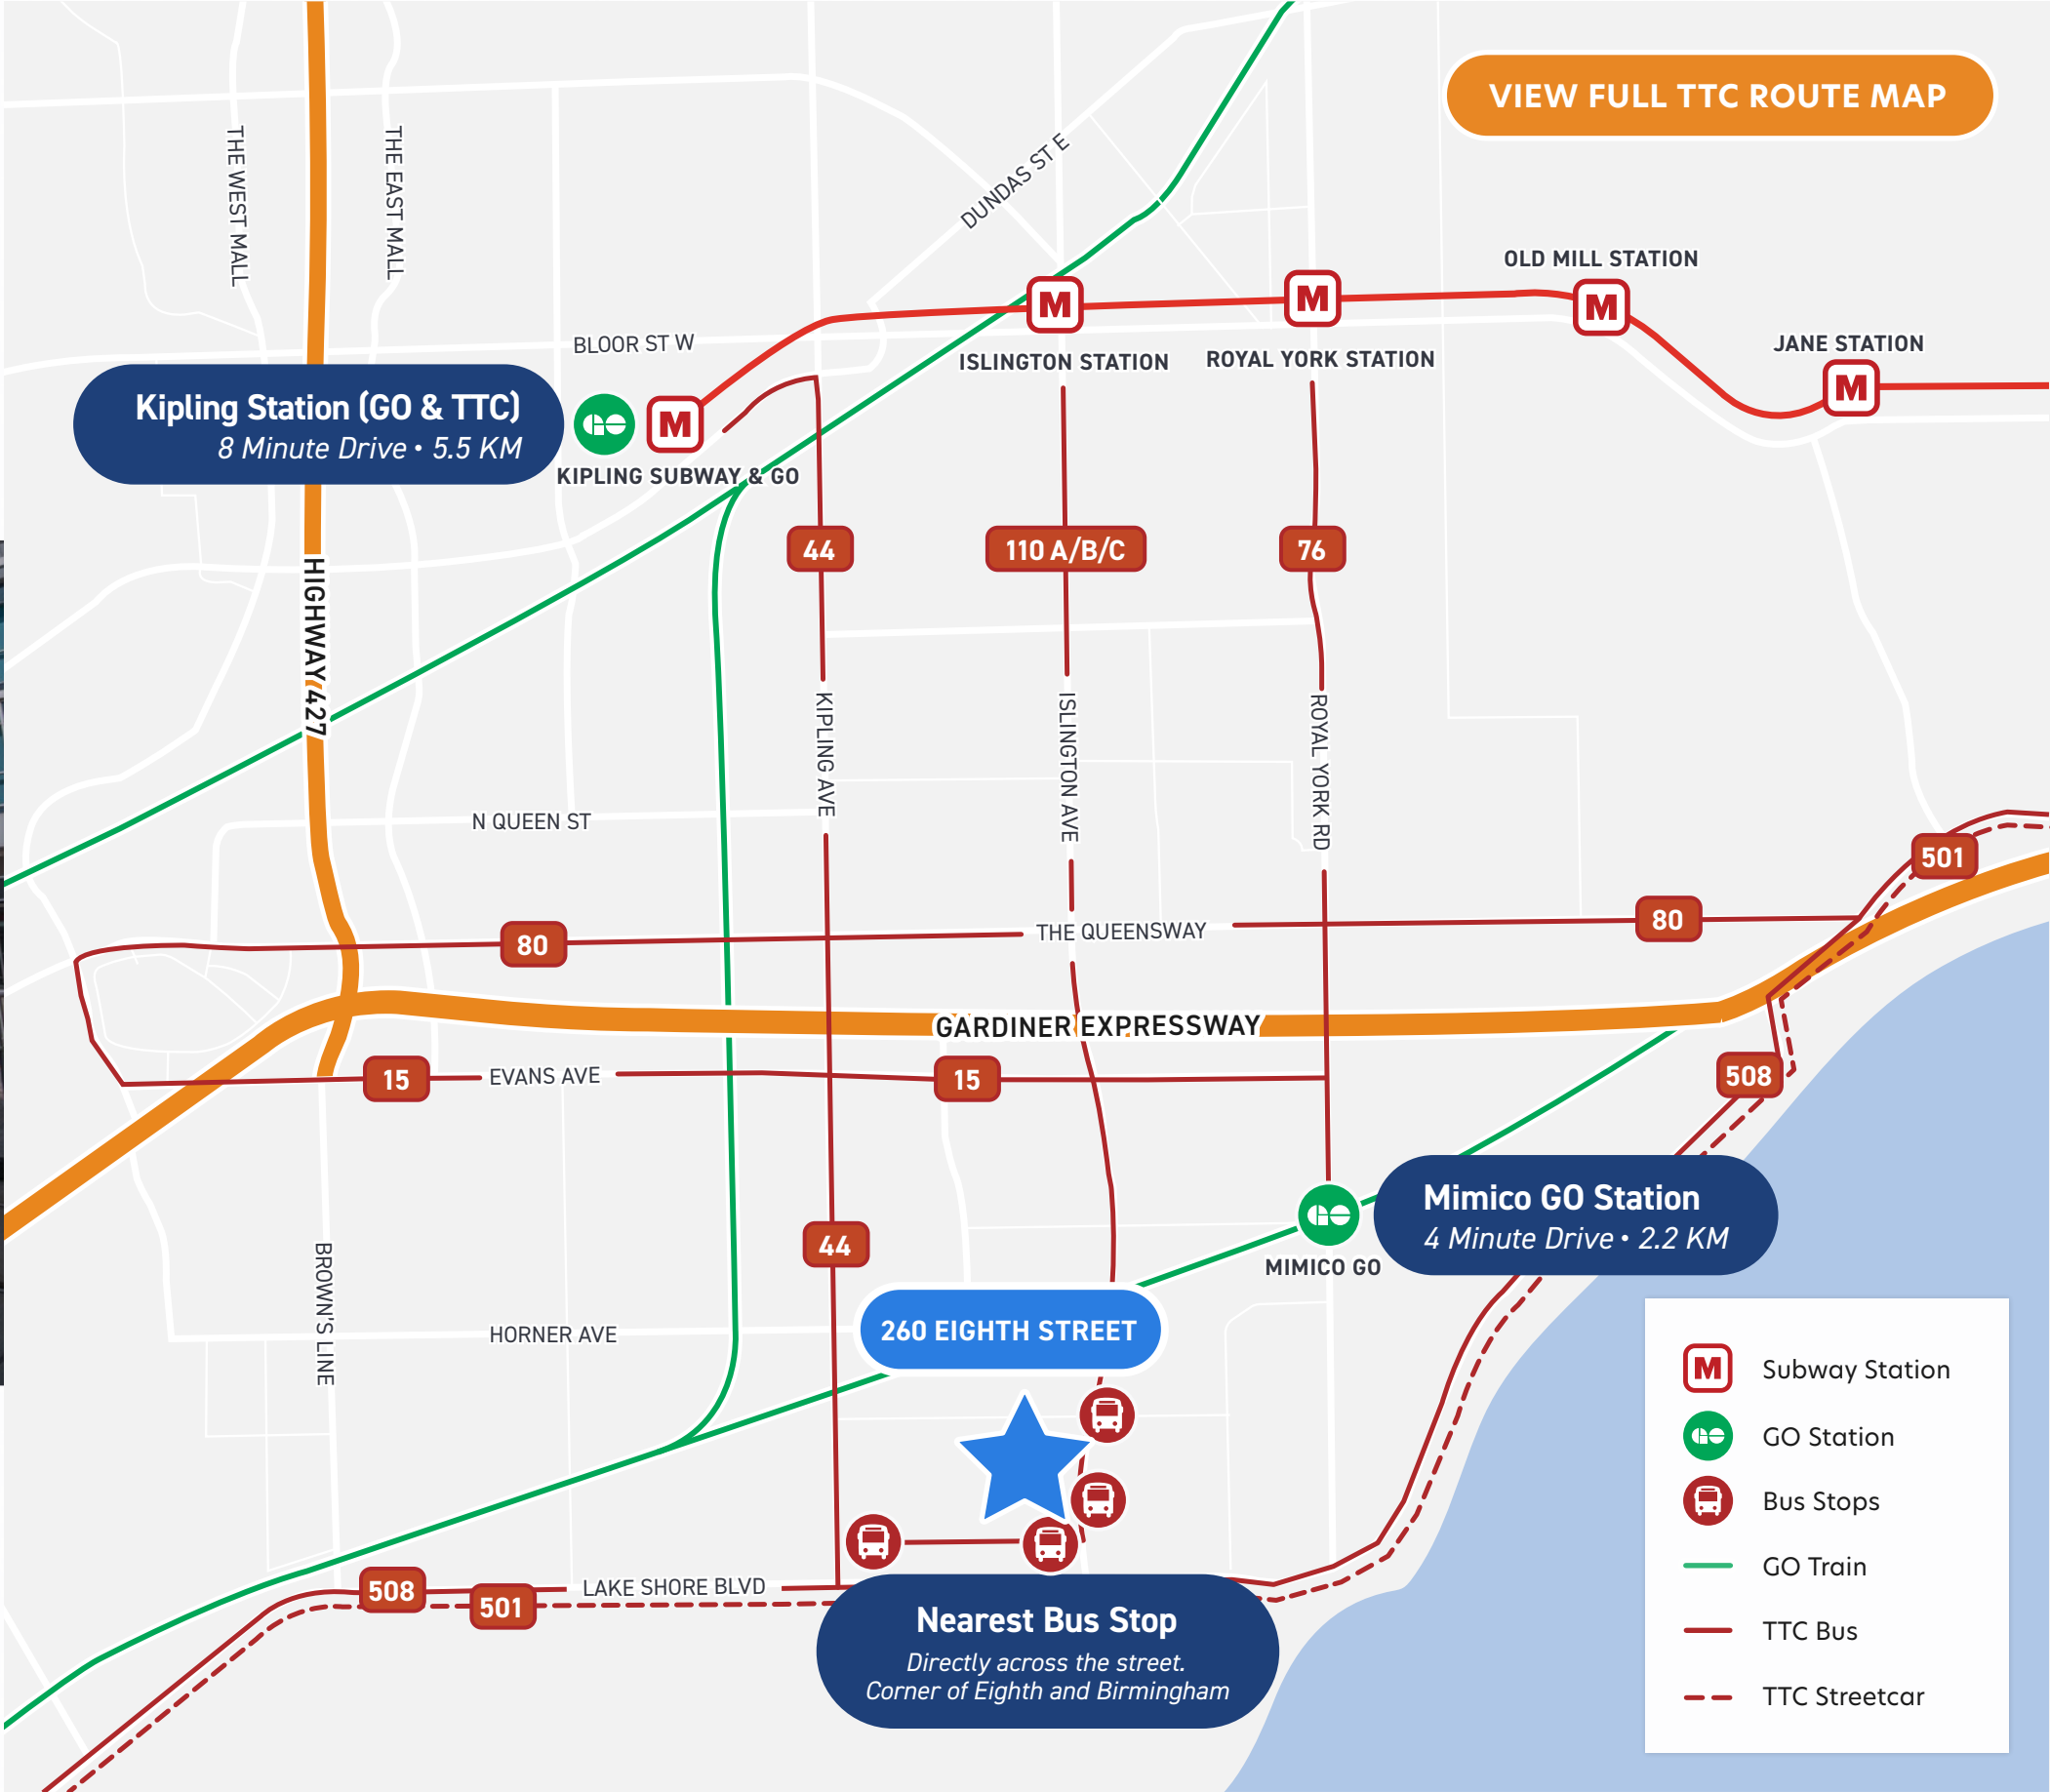 VIEW FULL TTC ROUTE MAP
THE WEST MALL
THE EAST MALL
DUNDAS ST E
OLD MILL STATION
M
M
M
BLOOR ST W
JANE STATION
ISLINGTON STATION
ROYAL YORK STATION
M
Kipling Station (GO & TTC)
8 Minute Drive • 5.5 KM
M
KIPLING SUBWAY & GO
44
110 A/B/C
76
HIGHWAY 427
KIPLING AVE
ISLINGTON AVE
ROYAL YORK RD
N QUEEN ST
501
80
THE QUEENSWAY
80
GARDINER EXPRESSWAY
15
EVANS AVE
15
508
Mimico GO Station
4 Minute Drive • 2.2 KM
44
MIMICO GO
BROWN'S LINE
HORNER AVE
260 EIGHTH STREET
M
Subway Station
GO Station
Bus Stops
GO Train
TTC Bus
TTC Streetcar
508
501
LAKE SHORE BLVD
Nearest Bus Stop
Directly across the street.
Corner of Eighth and Birmingham